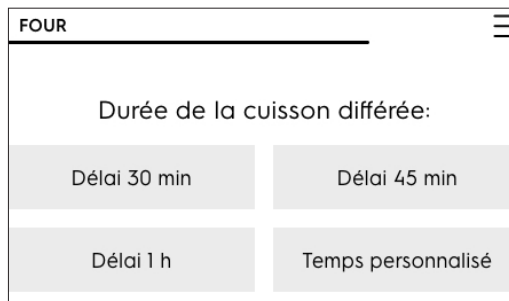 FOUR
Durée de la cuisson différée:
Délai 30 min
Délai 45 min
Délai 1 h
Temps personnalisé